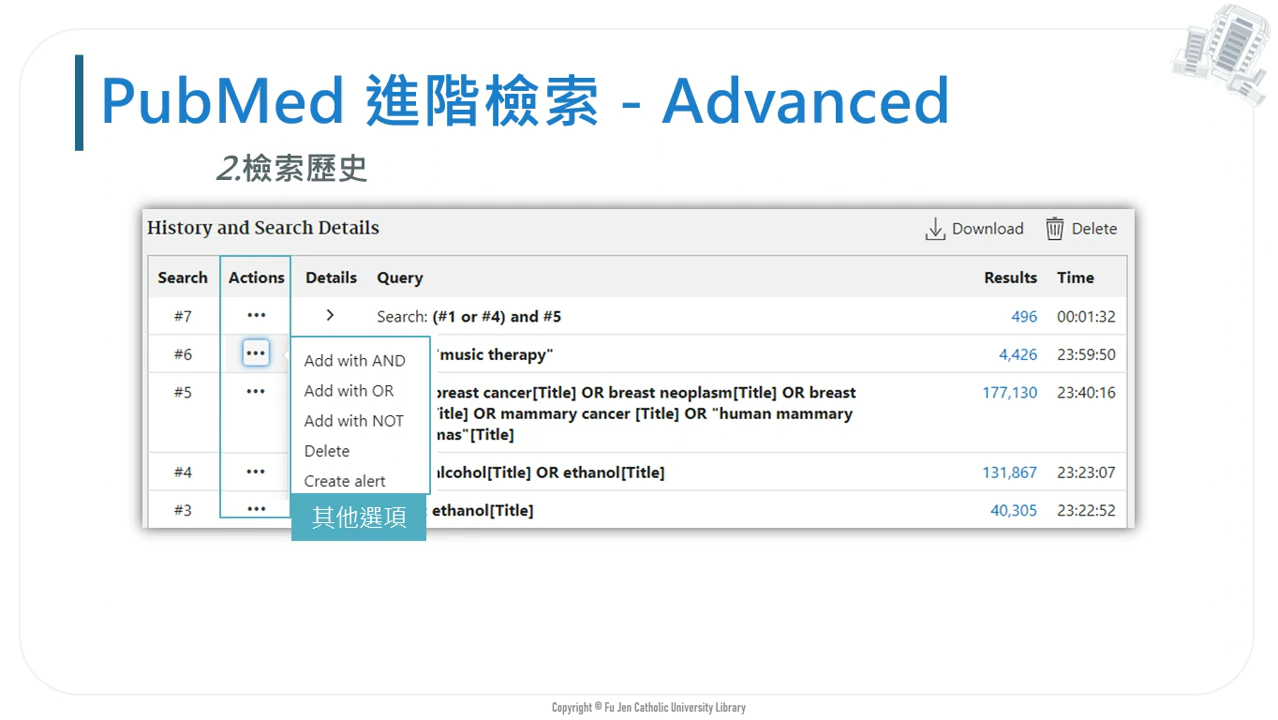 PubMed 進階檢索 - Advanced
2.檢索歷史
History and Search Details Download Delete
Search Actions Details Query Results Time
#7 ••• > Search: (#1 or #4) and #5 496 00:01:32
#6 ••• "music therapy" 4,426 23:59:50
Add with AND
#5 ••• breast cancer[Title] OR breast neoplasm[Title] OR breast 177,130 23:40:16
Add with OR
[Title] OR mammary cancer [Title] OR "human mammary
Add with NOT
mas"[Title]
Delete
#4 ••• alcohol[Title] OR ethanol[Title] 131,867 23:23:07
Create alert
#3 ••• ethanol[Title] 40,305 23:22:52
其他選項
Copyright © Fu Jen Catholic University Library